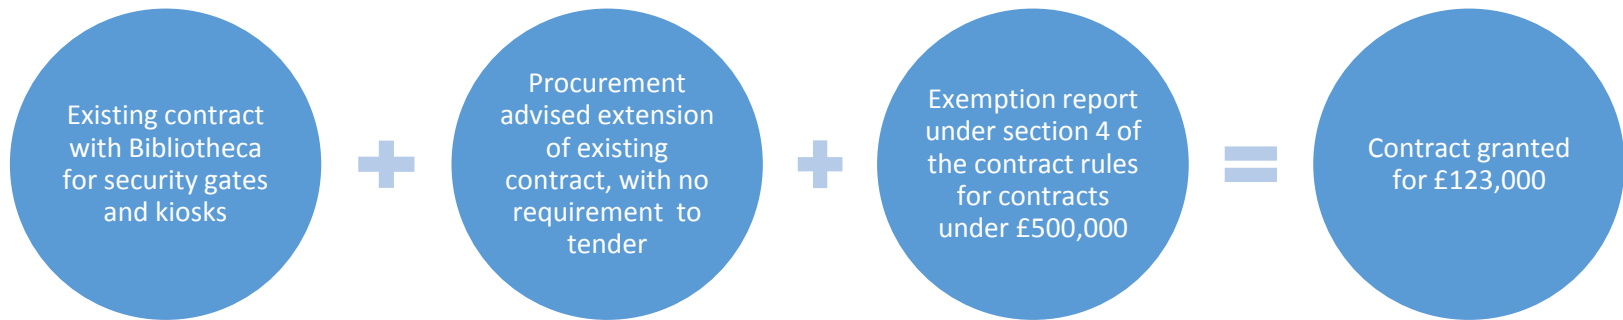 Existing contract
with Bibliotheca
for security gates
and kiosks
Procurement
advised extension
of existing
contract, with no
requirement to
tender
Exemption report
under section 4 of
the contract rules
for contracts
under £500,000
Contract granted
for £123,000